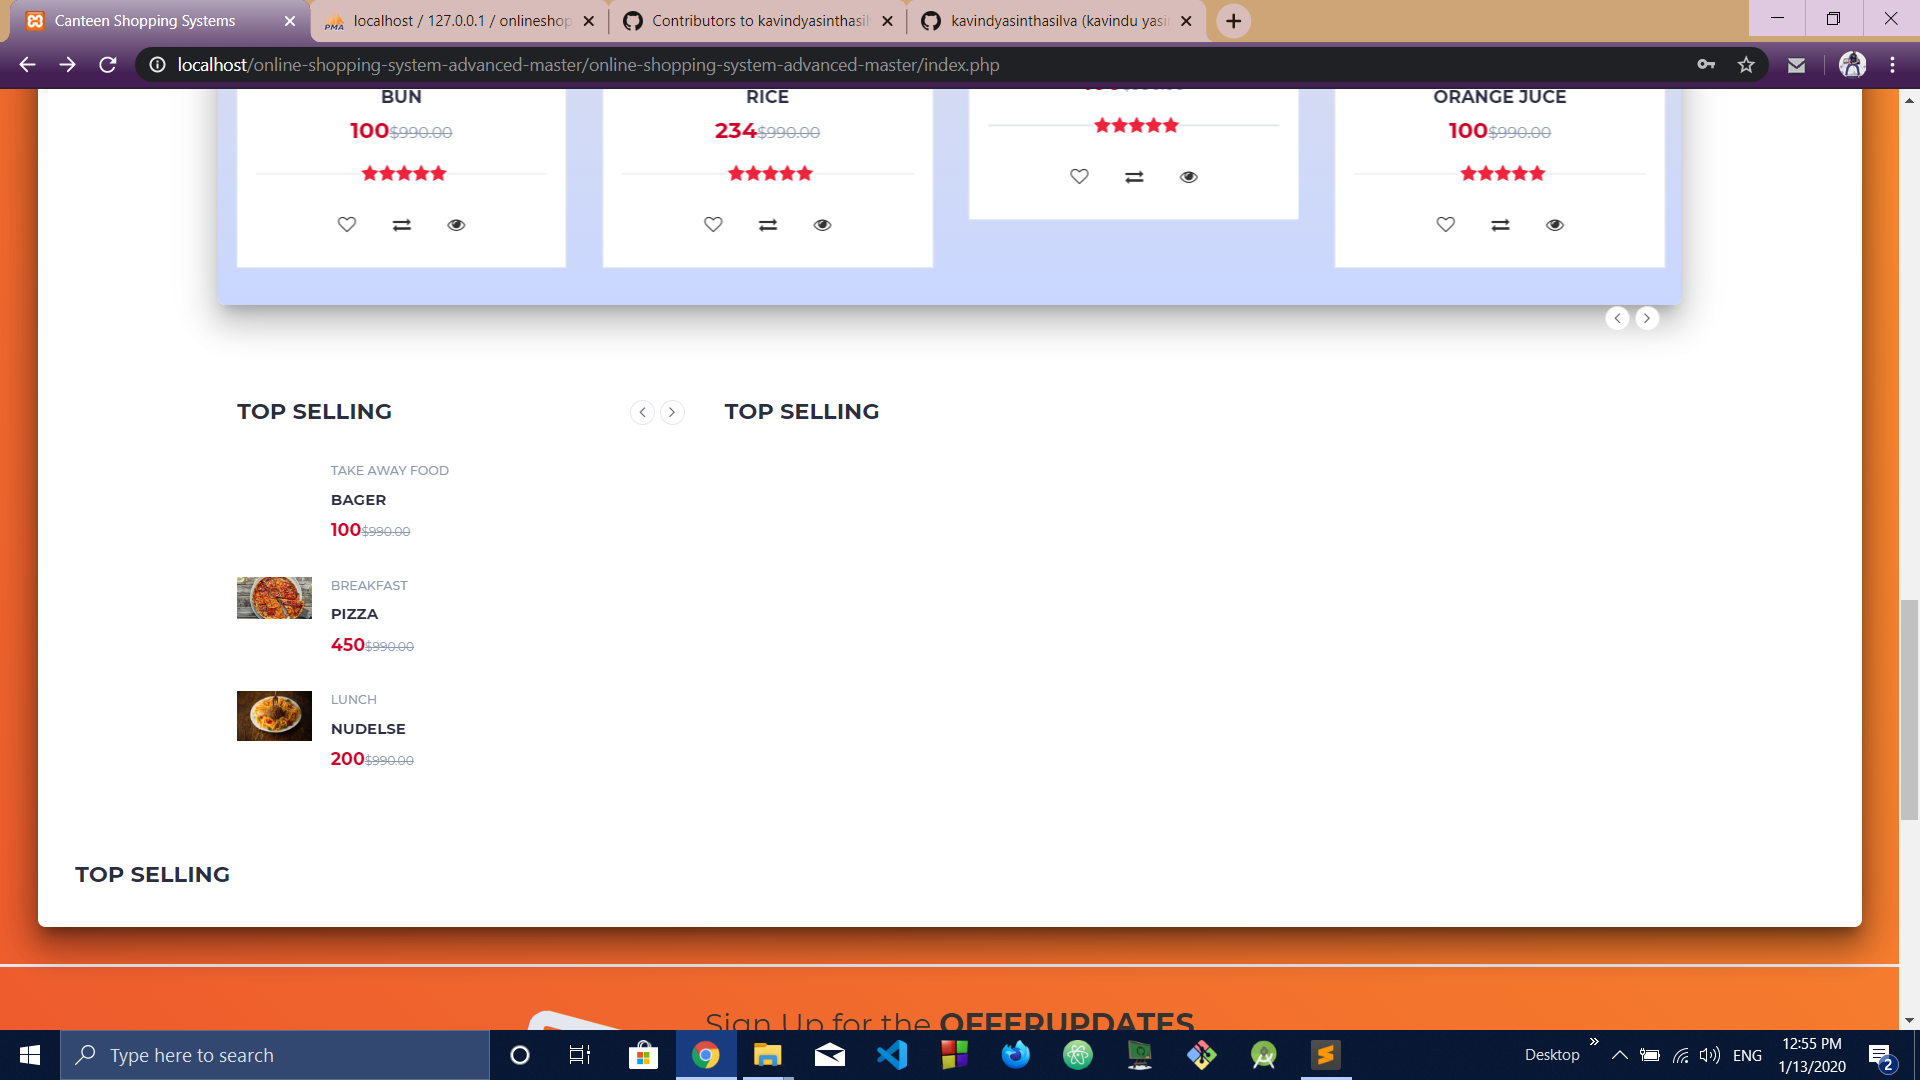 Canteen Shopping Systems
localhost / 127.0.0.1 / onlineshop
Contributors to kavindyasinthasil
kavindyasinthasilva (kavindu yasi
localhost/online-shopping-system-advanced-master/online-shopping-system-advanced-master/index.php
BUN
RICE
ORANGE JUCE
100$990.00
234$990.00
100$990.00
TOP SELLING
TOP SELLING
TAKE AWAY FOOD
BAGER
100$990.00
BREAKFAST
PIZZA
450$990.00
LUNCH
NUDELSE
200$990.00
TOP SELLING
Sign Up for the OFFERUPDATES
Type here to search
Desktop
ENG
12:55 PM
1/13/2020
2